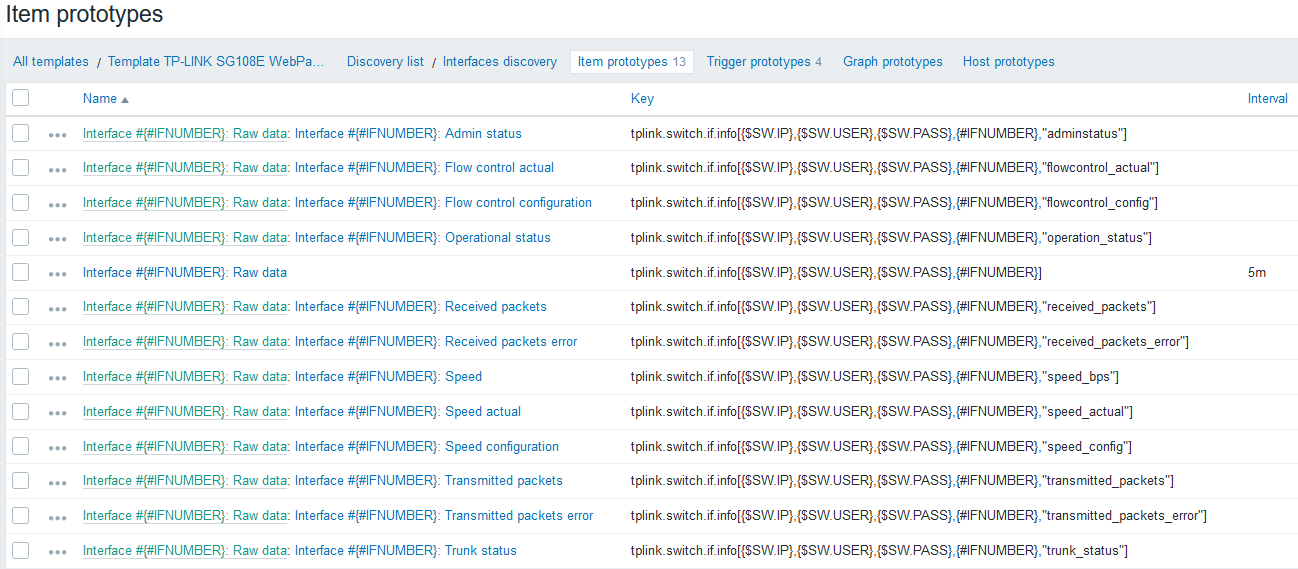 Item prototypes
All templates / Template TP-LINK SG108E WebPa... Discovery list / Interfaces discovery Item prototypes 13 Trigger prototypes 4 Graph prototypes Host prototypes
Name Key Interval
Interface #{#IFNUMBER}: Raw data: Interface #{#IFNUMBER}: Admin status tplink.switch.if.info[{$SW.IP},{$SW.USER},{$SW.PASS},{#IFNUMBER},"adminstatus"]
Interface #{#IFNUMBER}: Raw data: Interface #{#IFNUMBER}: Flow control actual tplink.switch.if.info[{$SW.IP},{$SW.USER},{$SW.PASS},{#IFNUMBER},"flowcontrol_actual"]
Interface #{#IFNUMBER}: Raw data: Interface #{#IFNUMBER}: Flow control configuration tplink.switch.if.info[{$SW.IP},{$SW.USER},{$SW.PASS},{#IFNUMBER},"flowcontrol_config"]
Interface #{#IFNUMBER}: Raw data: Interface #{#IFNUMBER}: Operational status tplink.switch.if.info[{$SW.IP},{$SW.USER},{$SW.PASS},{#IFNUMBER},"operation_status"]
Interface #{#IFNUMBER}: Raw data tplink.switch.if.info[{$SW.IP},{$SW.USER},{$SW.PASS},{#IFNUMBER}] 5m
Interface #{#IFNUMBER}: Raw data: Interface #{#IFNUMBER}: Received packets tplink.switch.if.info[{$SW.IP},{$SW.USER},{$SW.PASS},{#IFNUMBER},"received_packets"]
Interface #{#IFNUMBER}: Raw data: Interface #{#IFNUMBER}: Received packets error tplink.switch.if.info[{$SW.IP},{$SW.USER},{$SW.PASS},{#IFNUMBER},"received_packets_error"]
Interface #{#IFNUMBER}: Raw data: Interface #{#IFNUMBER}: Speed tplink.switch.if.info[{$SW.IP},{$SW.USER},{$SW.PASS},{#IFNUMBER},"speed_bps"]
Interface #{#IFNUMBER}: Raw data: Interface #{#IFNUMBER}: Speed actual tplink.switch.if.info[{$SW.IP},{$SW.USER},{$SW.PASS},{#IFNUMBER},"speed_actual"]
Interface #{#IFNUMBER}: Raw data: Interface #{#IFNUMBER}: Speed configuration tplink.switch.if.info[{$SW.IP},{$SW.USER},{$SW.PASS},{#IFNUMBER},"speed_config"]
Interface #{#IFNUMBER}: Raw data: Interface #{#IFNUMBER}: Transmitted packets tplink.switch.if.info[{$SW.IP},{$SW.USER},{$SW.PASS},{#IFNUMBER},"transmitted_packets"]
Interface #{#IFNUMBER}: Raw data: Interface #{#IFNUMBER}: Transmitted packets error tplink.switch.if.info[{$SW.IP},{$SW.USER},{$SW.PASS},{#IFNUMBER},"transmitted_packets_error"]
Interface #{#IFNUMBER}: Raw data: Interface #{#IFNUMBER}: Trunk status tplink.switch.if.info[{$SW.IP},{$SW.USER},{$SW.PASS},{#IFNUMBER},"trunk_status"]